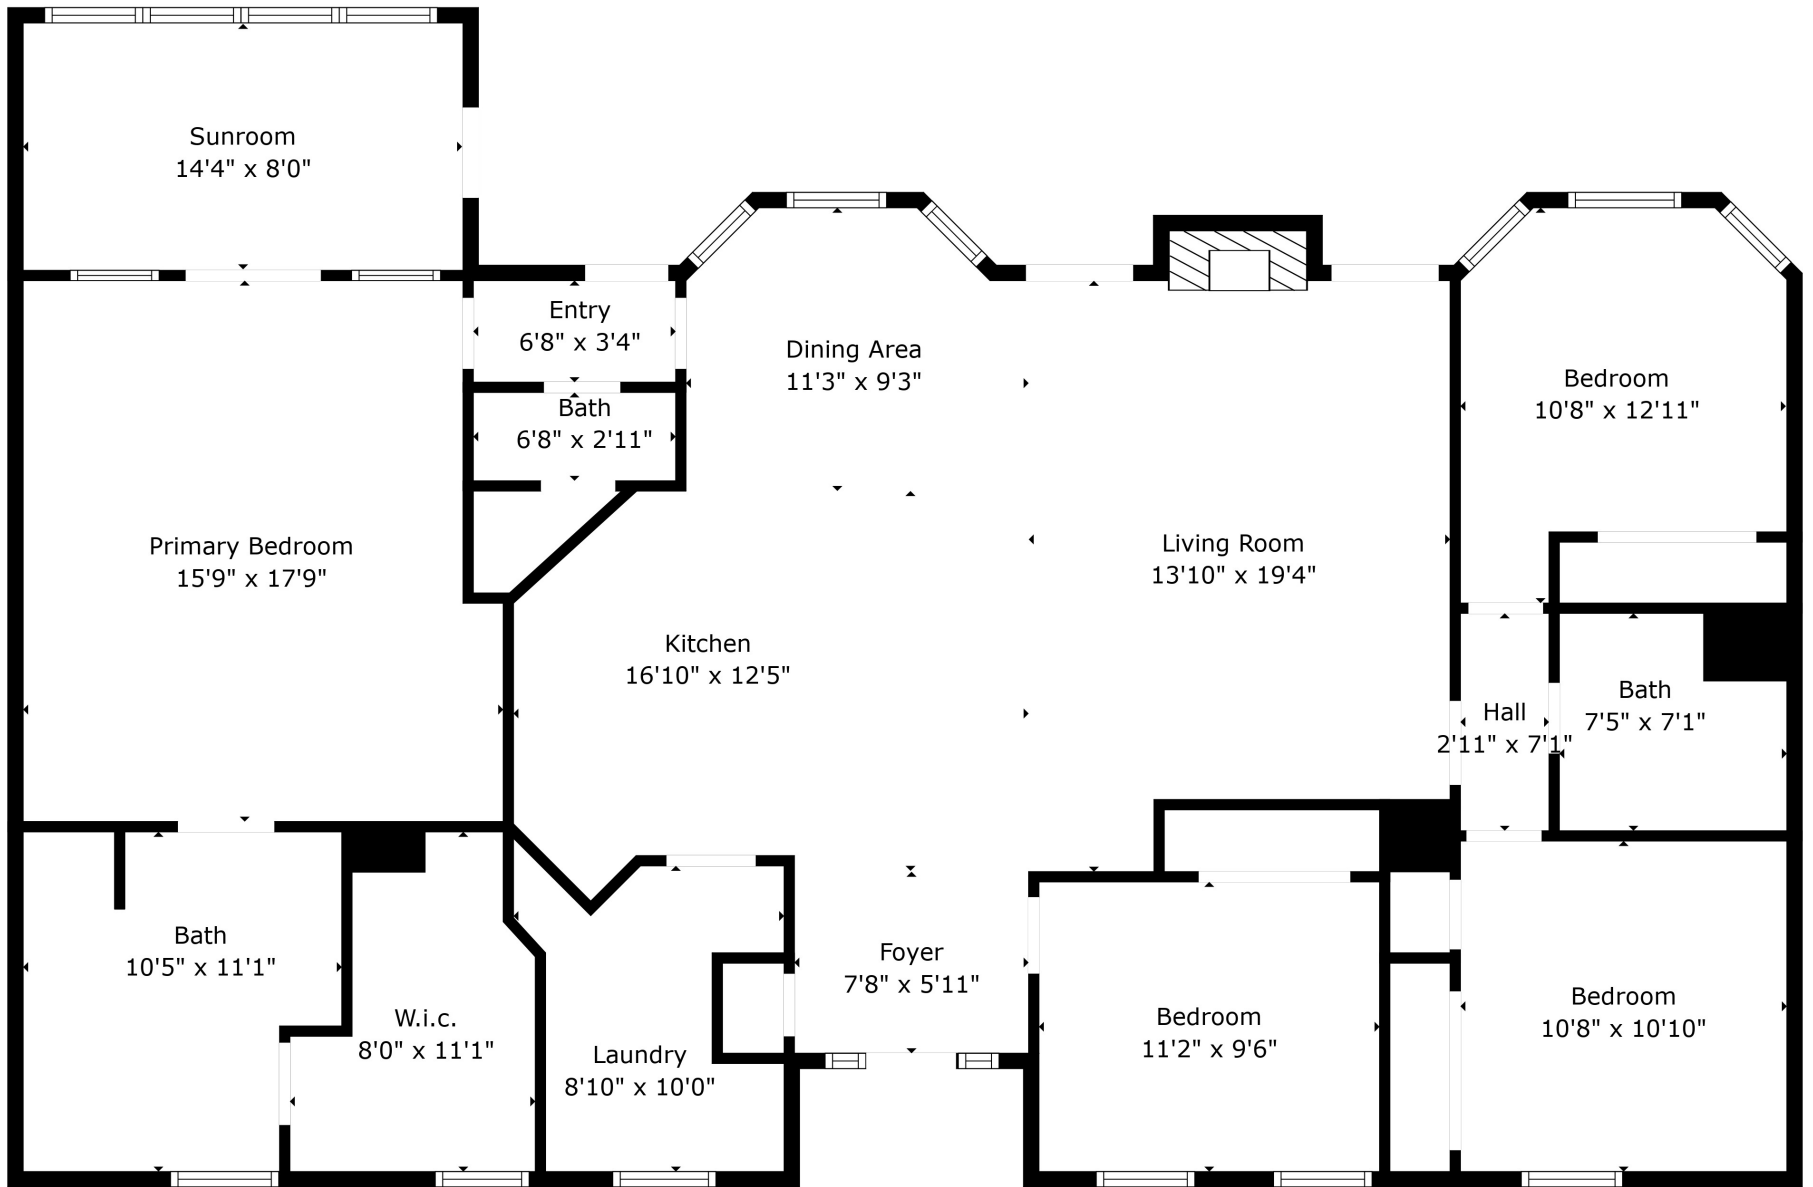 Sunroom
14'4" x 8'0"
Entry
6'8" x 3'4"
Dining Area
11'3" x 9'3"
Bedroom
10'8" x 12'11"
Bath
6'8" x 2'11"
Primary Bedroom
15'9" x 17'9"
Living Room
13'10" x 19'4"
Kitchen
16'10" x 12'5"
Hall
2'11" x 7'1"
Bath
7'5" x 7'1"
Bath
10'5" x 11'1"
W.i.c.
8'0" x 11'1"
Laundry
8'10" x 10'0"
Foyer
7'8" x 5'11"
Bedroom
11'2" x 9'6"
Bedroom
10'8" x 10'10"